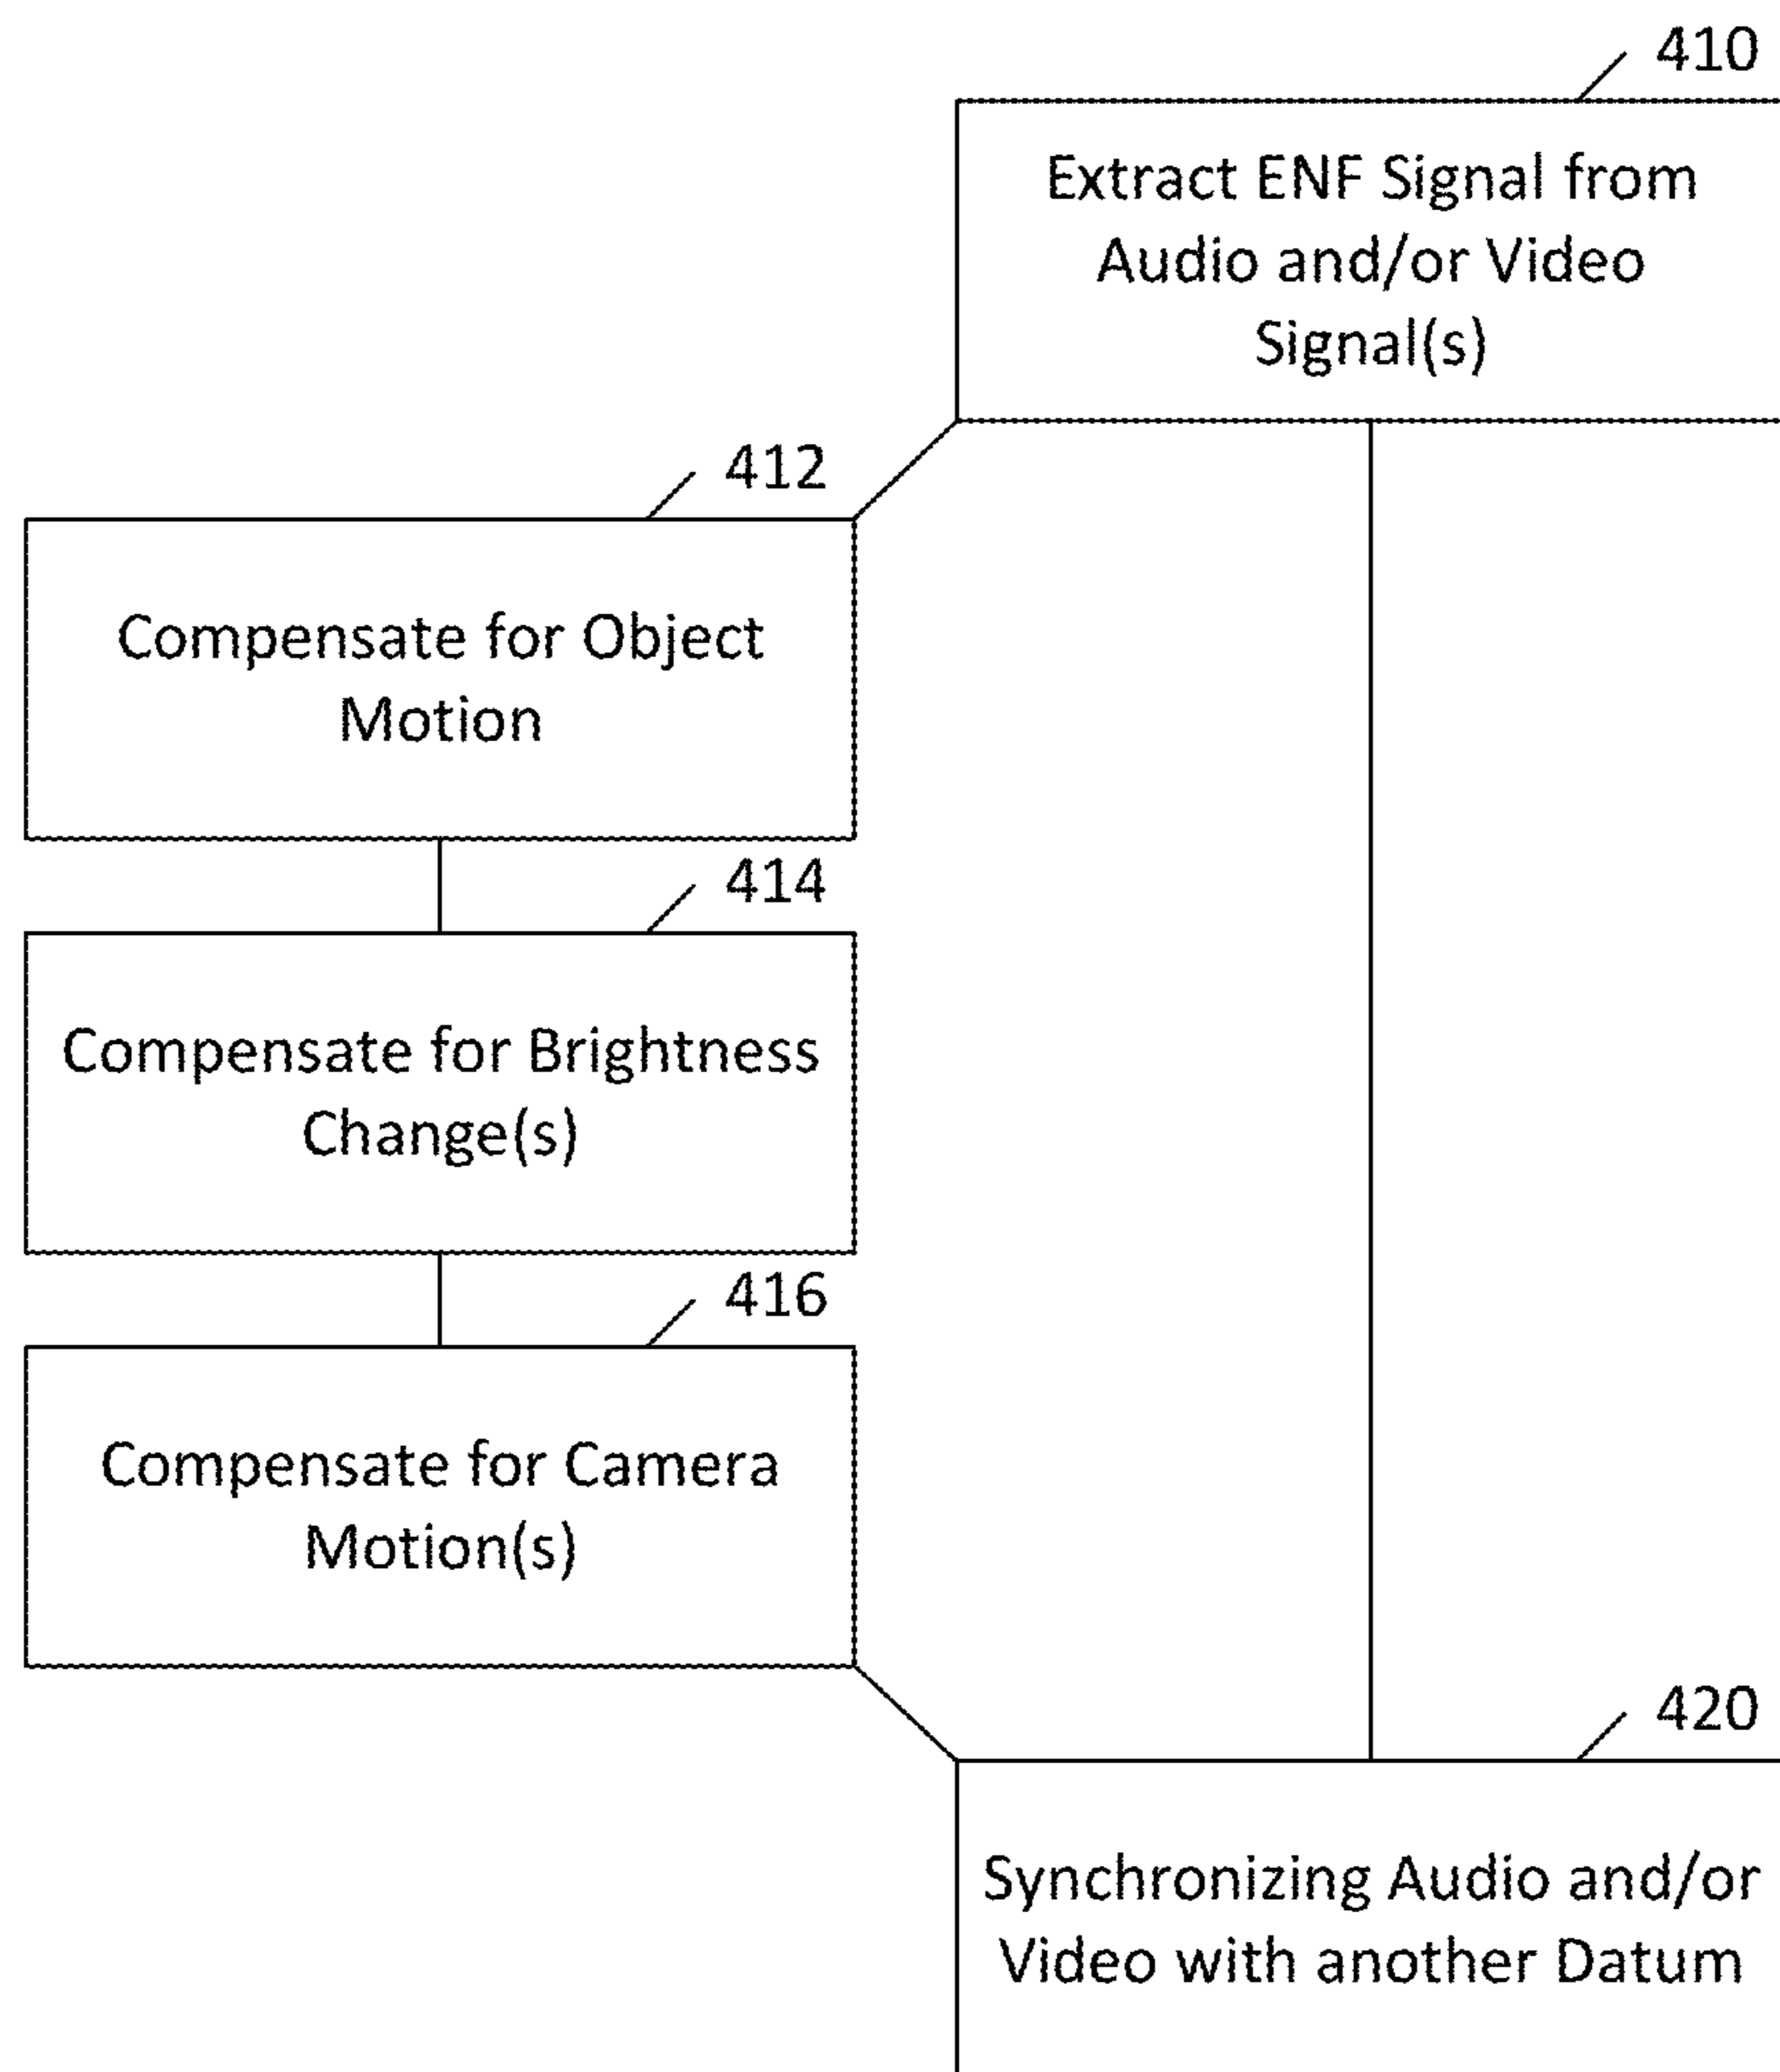 410
Extract ENF Signal from
Audio and/or Video
Signal(s)
412
Compensate for Object
Motion
414
Compensate for Brightness
Change(s)
416
Compensate for Camera
Motion(s)
420
Synchronizing Audio and/or
Video with another Datum